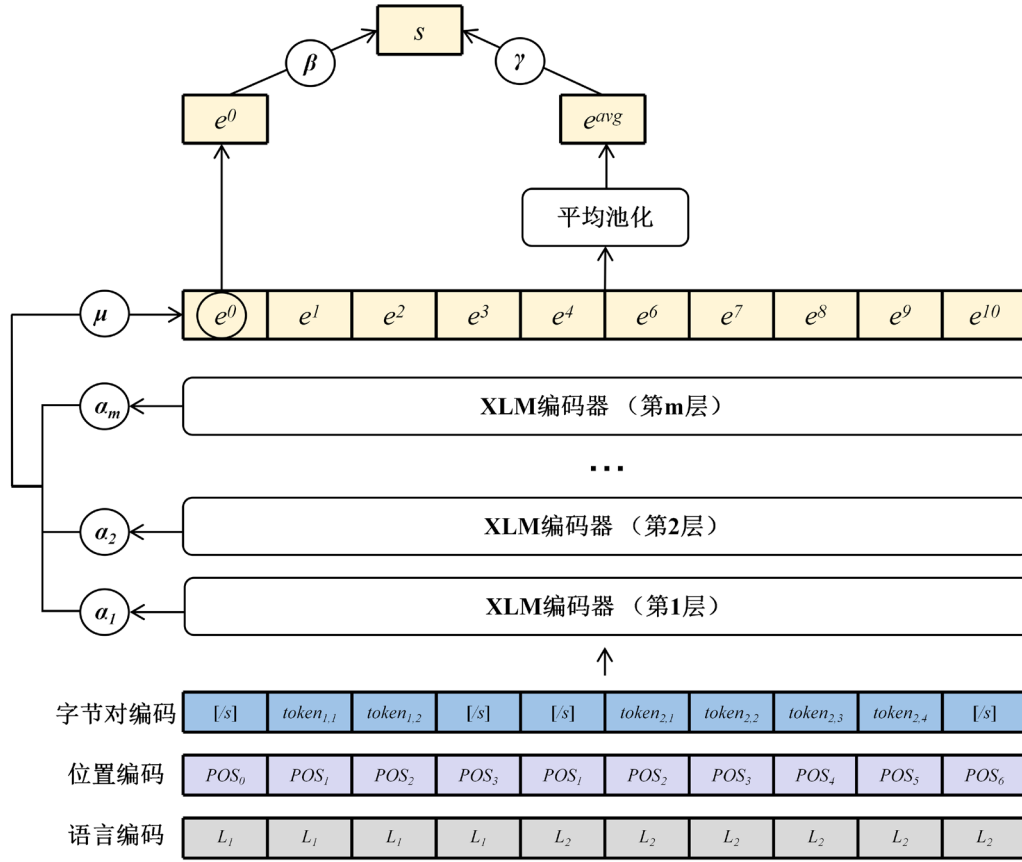 s
β γ
e⁰ eᵃᵛᵍ
平均池化
μ e⁰ e¹ e² e³ e⁴ e⁶ e⁷ e⁸ e⁹ e¹⁰
αₘ XLM编码器 （第m层）
...
α₂ XLM编码器 （第2层）
α₁ XLM编码器 （第1层）
字节对编码 [/s] token₁,₁ token₁,₂ [/s] [/s] token₂,₁ token₂,₂ token₂,₃ token₂,₄ [/s]
位置编码 POS₀ POS₁ POS₂ POS₃ POS₁ POS₂ POS₃ POS₄ POS₅ POS₆
语言编码 L₁ L₁ L₁ L₁ L₂ L₂ L₂ L₂ L₂ L₂